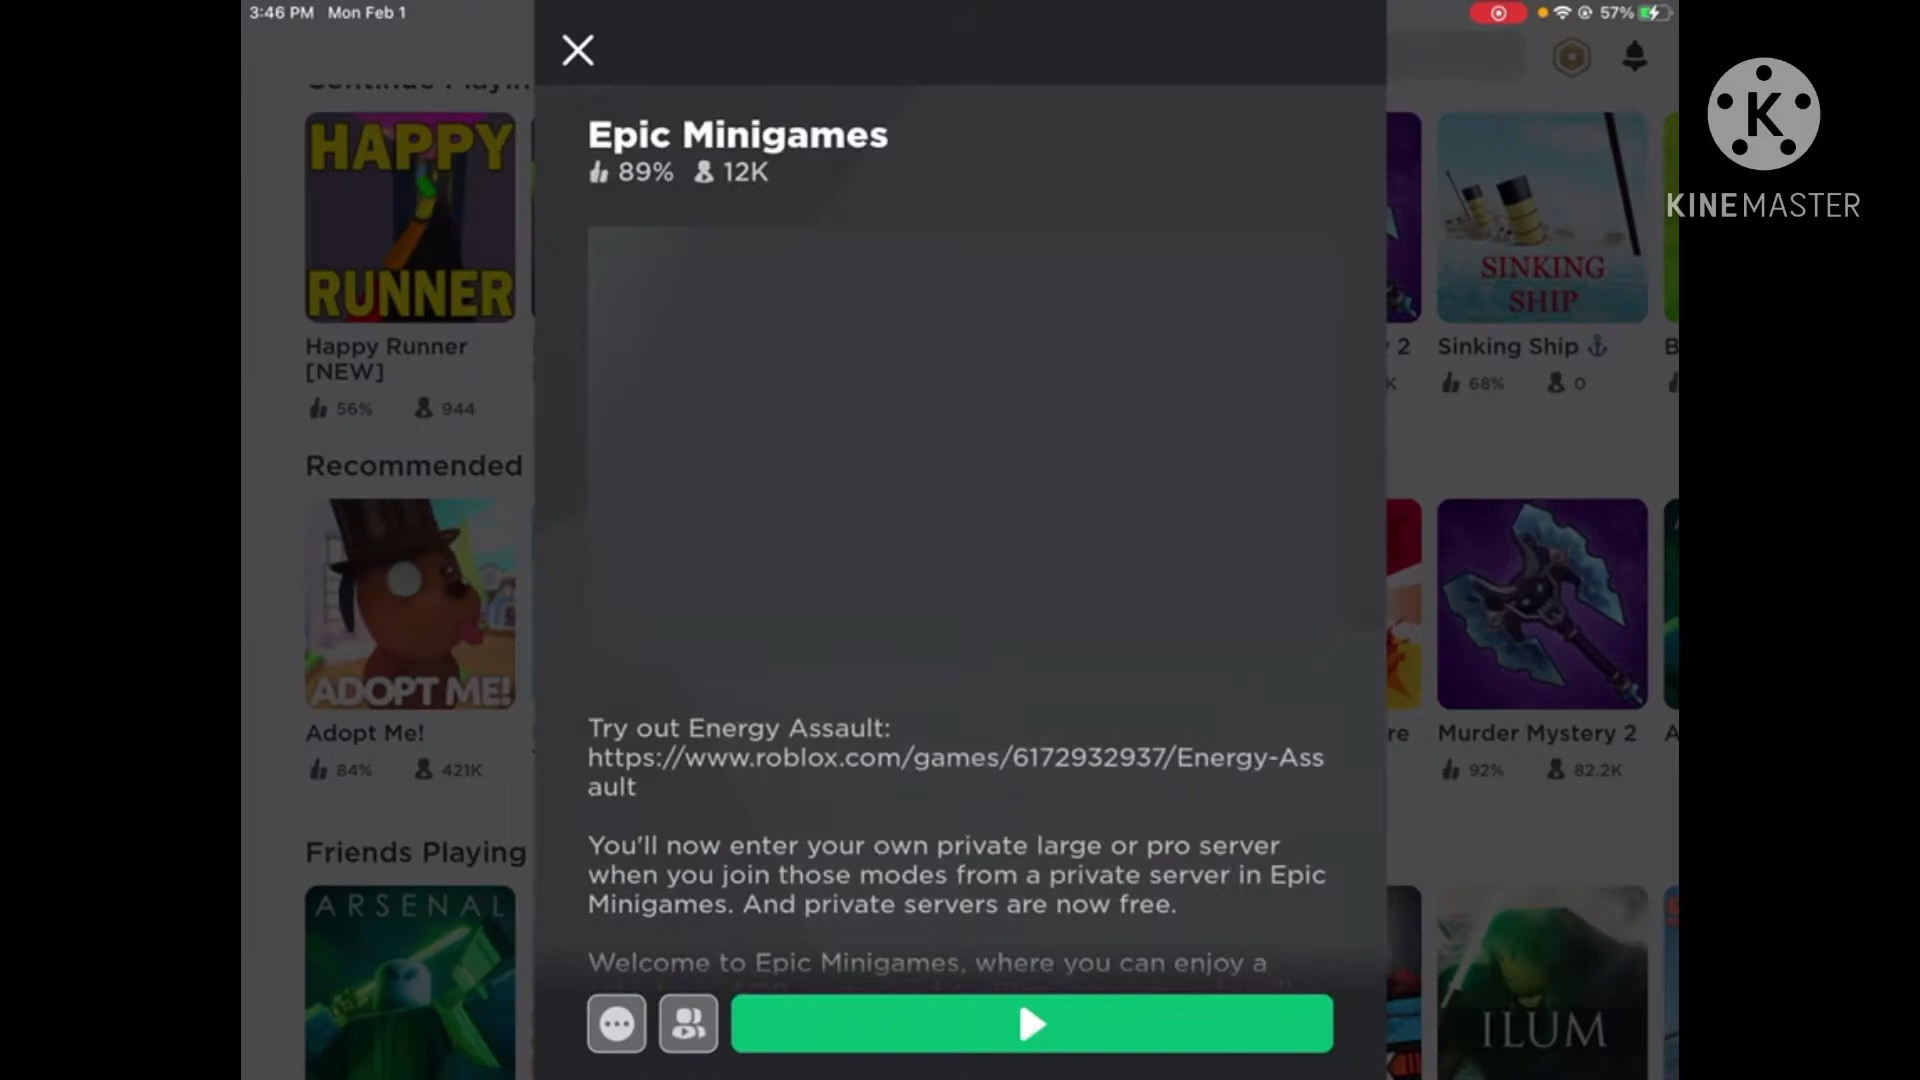 3:46 PM Mon Feb 1
57%
Epic Minigames
89% 12K
Try out Energy Assault:
https://www.roblox.com/games/6172932937/Energy-Ass
ault
You'll now enter your own private large or pro server
when you join those modes from a private server in Epic
Minigames. And private servers are now free.
Welcome to Epic Minigames, where you can enjoy a
HAPPY
RUNNER
Happy Runner
[NEW]
56% 944
Recommended
ADOPT ME!
Adopt Me!
84% 421K
Friends Playing
ARSENAL
2
K
SINKING
SHIP
Sinking Ship
68% 0
B
re
Murder Mystery 2
92% 82.2K
A
ILUM
K
KINEMASTER